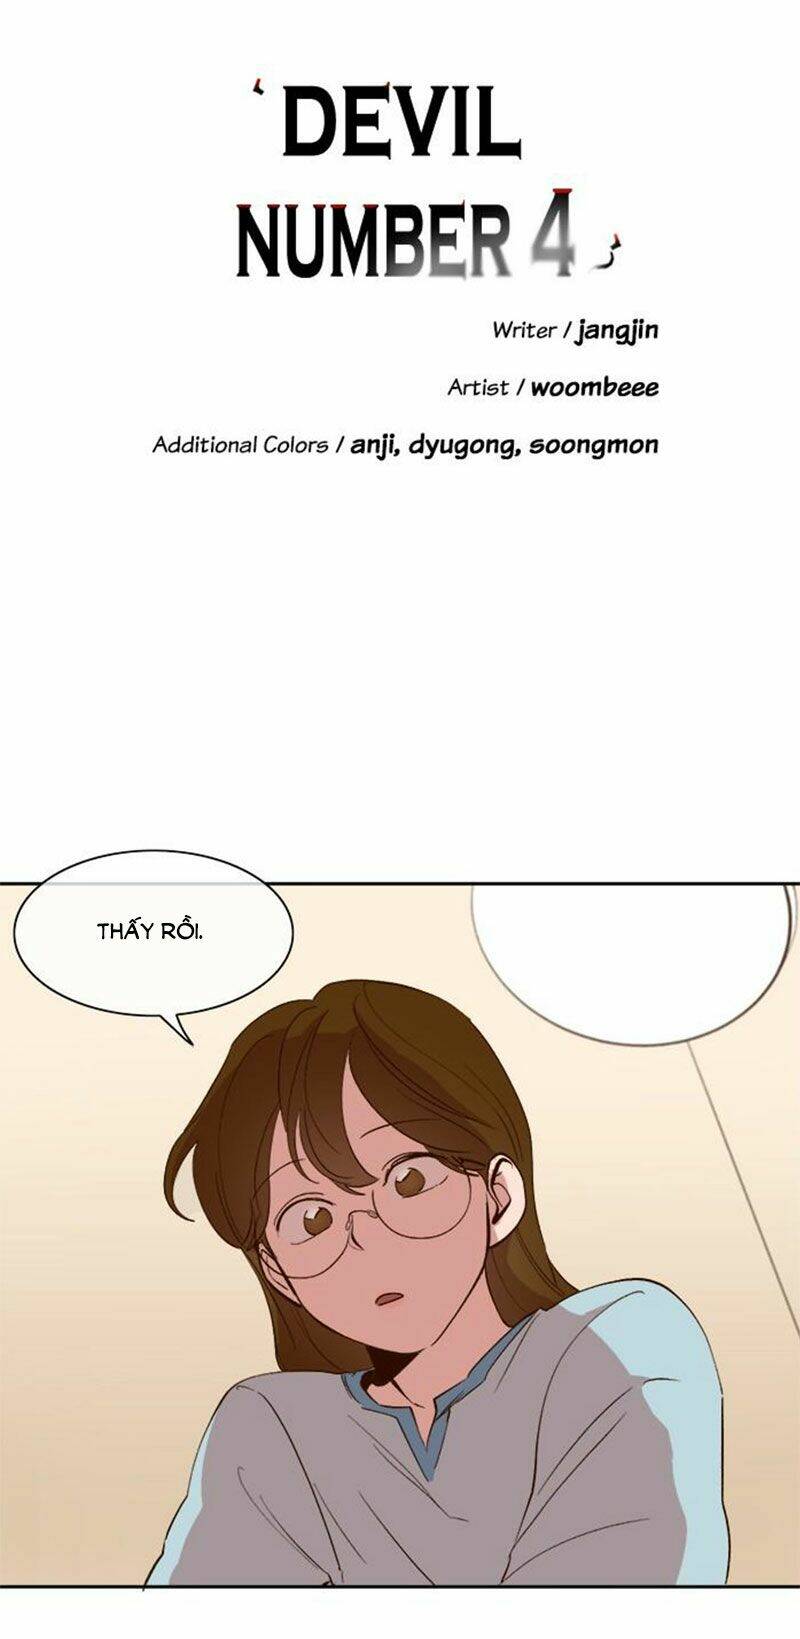 DEVIL
NUMBER 4
Writer / jangjin
Artist / woombeee
Additional Colors / anji, dyugong, soongmon
THẤY RỒI.